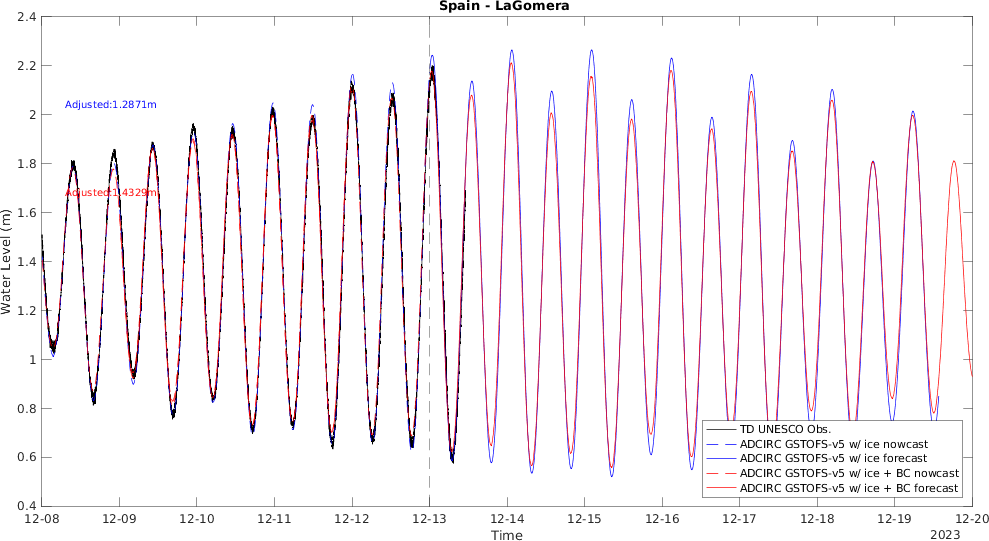 Spain - LaGomera
2.4
2.2
2
1.8
1.6
1.4
1.2
1
0.8
0.6
0.4
Water Level (m)
Adjusted:1.2871m
Adjusted:1.4329m
TD UNESCO Obs.
ADCIRC GSTOFS-v5 w/ ice nowcast
ADCIRC GSTOFS-v5 w/ ice forecast
ADCIRC GSTOFS-v5 w/ ice + BC nowcast
ADCIRC GSTOFS-v5 w/ ice + BC forecast
12-08 12-09 12-10 12-11 12-12 12-13 12-14 12-15 12-16 12-17 12-18 12-19 12-20
Time
2023